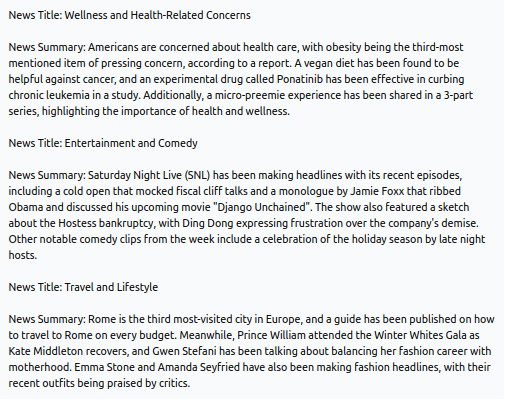 News Title: Wellness and Health-Related Concerns
News Summary: Americans are concerned about health care, with obesity being the third-most
mentioned item of pressing concern, according to a report. A vegan diet has been found to be
helpful against cancer, and an experimental drug called Ponatinib has been effective in curbing
chronic leukemia in a study. Additionally, a micro-preemie experience has been shared in a 3-part
series, highlighting the importance of health and wellness.
News Title: Entertainment and Comedy
News Summary: Saturday Night Live (SNL) has been making headlines with its recent episodes,
including a cold open that mocked fiscal cliff talks and a monologue by Jamie Foxx that ribbed
Obama and discussed his upcoming movie "Django Unchained". The show also featured a sketch
about the Hostess bankruptcy, with Ding Dong expressing frustration over the company's demise.
Other notable comedy clips from the week include a celebration of the holiday season by late night
hosts.
News Title: Travel and Lifestyle
News Summary: Rome is the third most-visited city in Europe, and a guide has been published on how
to travel to Rome on every budget. Meanwhile, Prince William attended the Winter Whites Gala as
Kate Middleton recovers, and Gwen Stefani has been talking about balancing her fashion career with
motherhood. Emma Stone and Amanda Seyfried have also been making fashion headlines, with their
recent outfits being praised by critics.